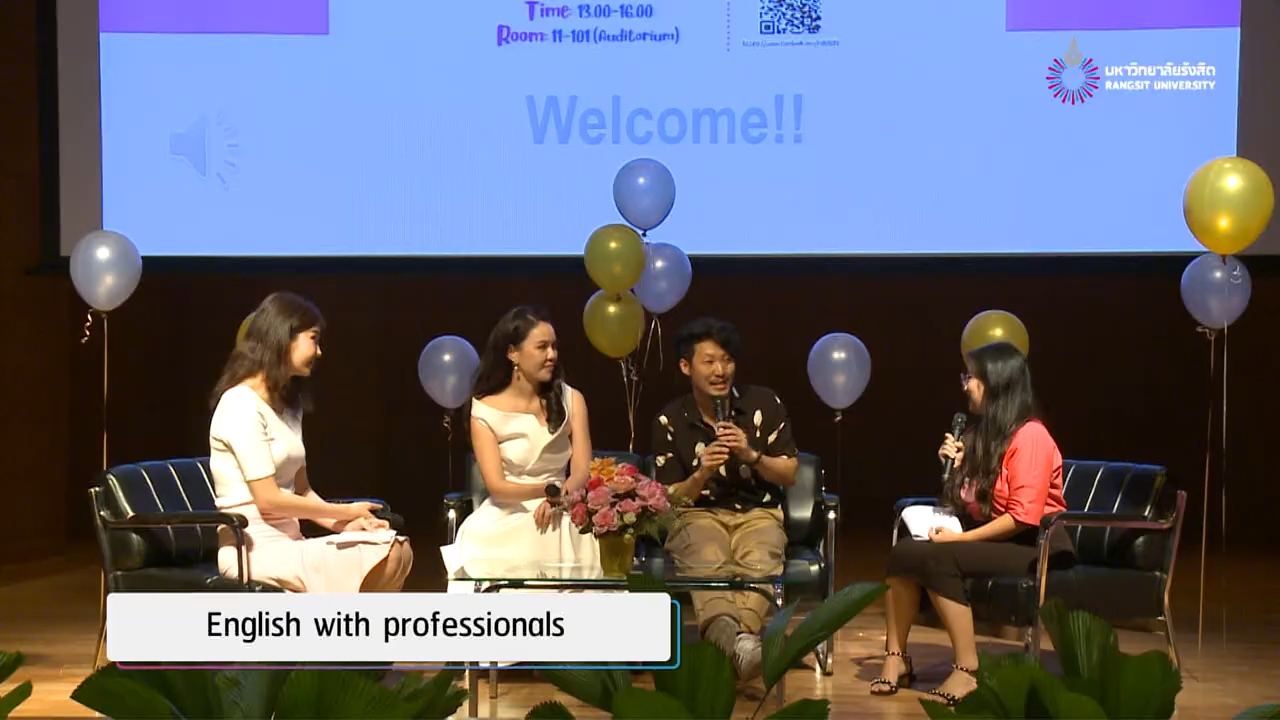 Time: 13.00-16.00
Room: 11-101 (Auditorium)
มหาวิทยาลัยรังสิต
RANGSIT UNIVERSITY
Welcome!!
English with professionals